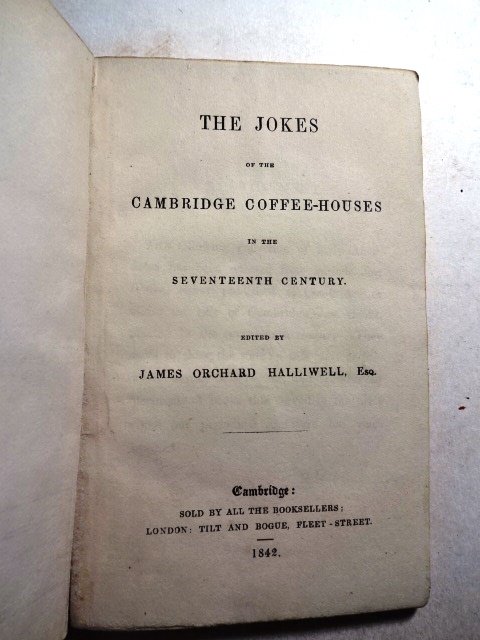 THE JOKES
OF THE
CAMBRIDGE COFFEE-HOUSES
IN THE
SEVENTEENTH CENTURY.
EDITED BY
JAMES ORCHARD HALLIWELL, Esq.
Cambridge:
SOLD BY ALL THE BOOKSELLERS;
LONDON: TILT AND BOGUE, FLEET-STREET.
1842.